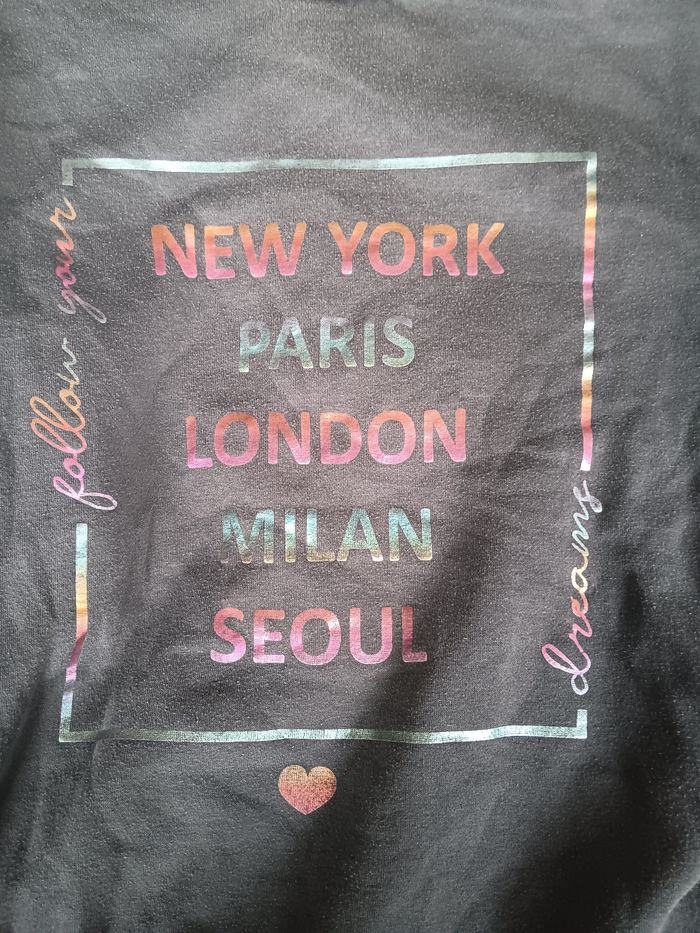 follow your
NEW YORK
PARIS
LONDON
MILAN
SEOUL
dreams